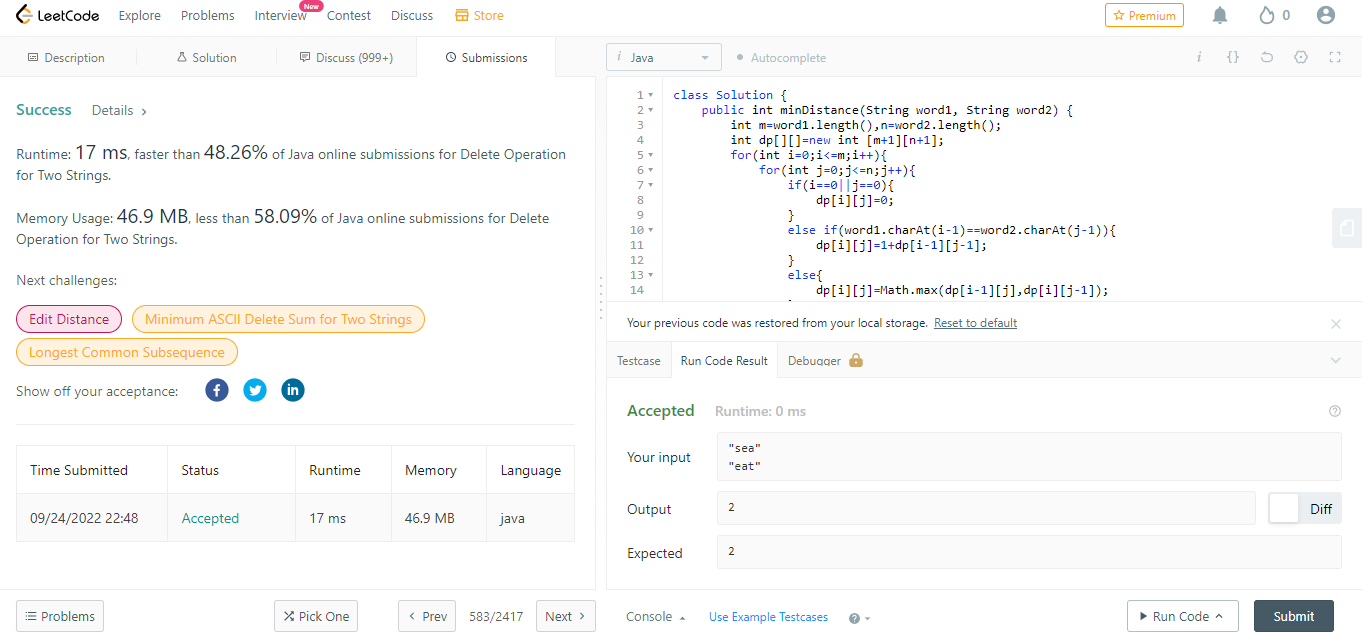 LeetCode Explore Problems Interview New Contest Discuss Store Premium 0
Description Solution Discuss (999+) Submissions
i Java Autocomplete i {}
Success Details >
Runtime: 17 ms, faster than 48.26% of Java online submissions for Delete Operation
for Two Strings.
Memory Usage: 46.9 MB, less than 58.09% of Java online submissions for Delete
Operation for Two Strings.
Next challenges:
Edit Distance Minimum ASCII Delete Sum for Two Strings
Longest Common Subsequence
Show off your acceptance: f in
Time Submitted Status Runtime Memory Language
09/24/2022 22:48 Accepted 17 ms 46.9 MB java
Problems Pick One < Prev 583/2417 Next >
1 class Solution {
2 public int minDistance(String word1, String word2) {
3 int m=word1.length(),n=word2.length();
4 int dp[][]=new int [m+1][n+1];
5 for(int i=0;i<=m;i++){
6 for(int j=0;j<=n;j++){
7 if(i==0||j==0){
8 dp[i][j]=0;
9 }
10 else if(word1.charAt(i-1)==word2.charAt(j-1)){
11 dp[i][j]=1+dp[i-1][j-1];
12 }
13 else{
14 dp[i][j]=Math.max(dp[i-1][j],dp[i][j-1]);
Your previous code was restored from your local storage. Reset to default
Testcase Run Code Result Debugger
Accepted Runtime: 0 ms
Your input
"sea"
"eat"
Output 2 Diff
Expected 2
Console Use Example Testcases ? Run Code Submit